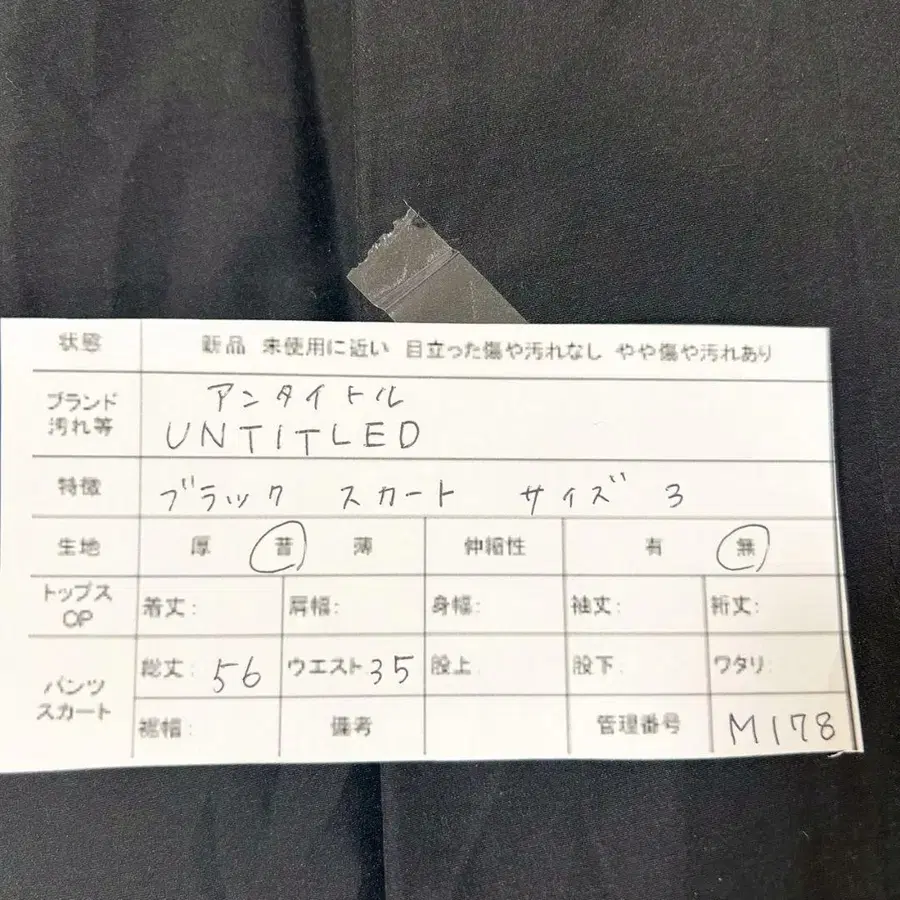 状態 新品 未使用に近い 目立った傷や汚れなし やや傷や汚れあり
ブランド
汚れ等
アンタイトル
UNTITLED
特徴 ブラック スカート サイズ 3
生地 厚 普 薄 伸縮性 有 無
トップス
OP
着丈: 肩幅: 身幅: 袖丈: 裄丈:
パンツ
スカート
総丈: 56 ウエスト 35 股上: 股下: ワタリ:
裾幅: 備考 管理番号 M178